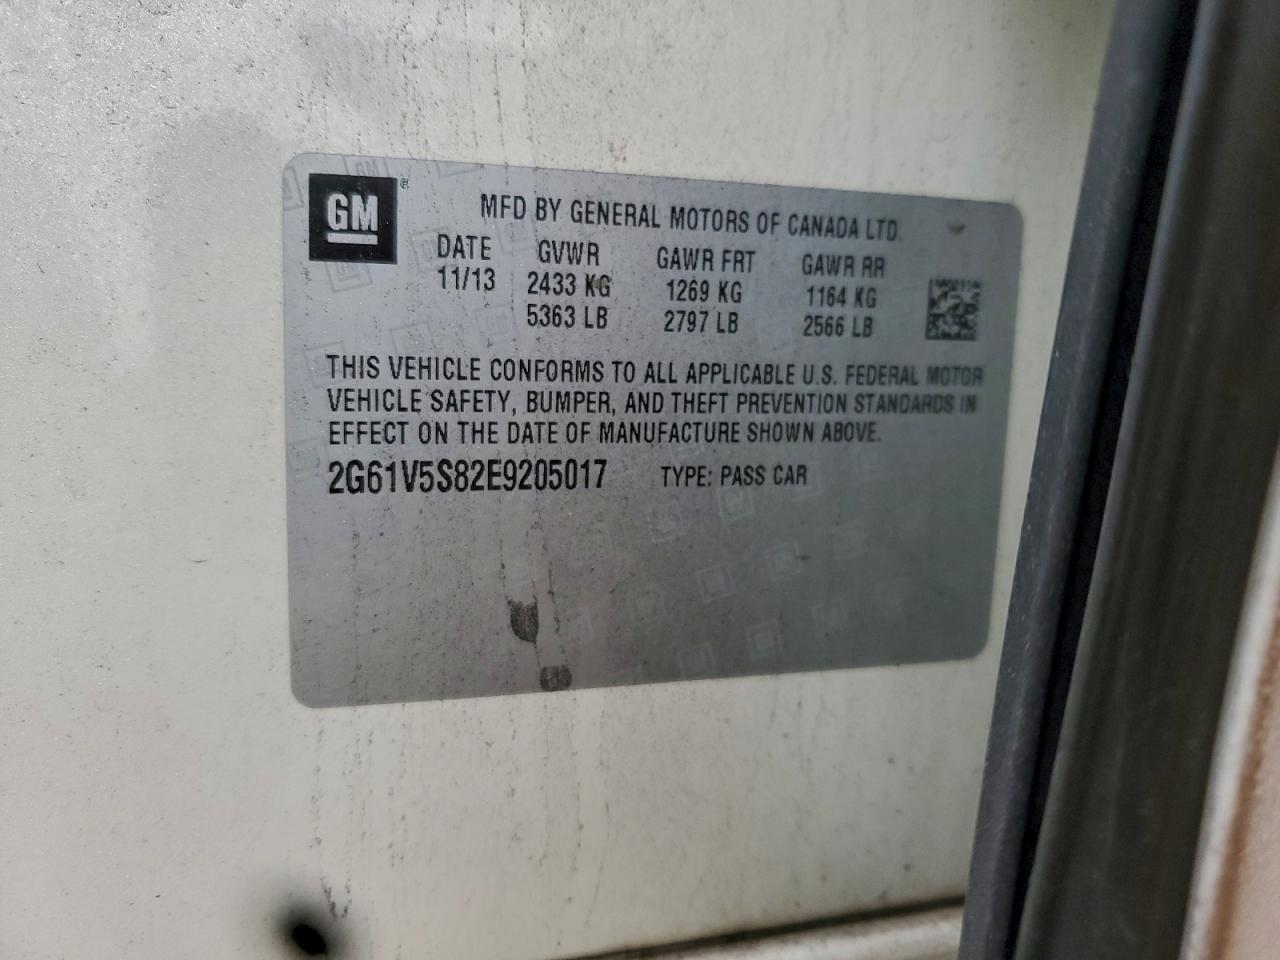 GM ®
MFD BY GENERAL MOTORS OF CANADA LTD.
DATE GVWR GAWR FRT GAWR RR
11/13 2433 KG 1269 KG 1164 KG
5363 LB 2797 LB 2566 LB
THIS VEHICLE CONFORMS TO ALL APPLICABLE U.S. FEDERAL MOTOR
VEHICLE SAFETY, BUMPER, AND THEFT PREVENTION STANDARDS IN
EFFECT ON THE DATE OF MANUFACTURE SHOWN ABOVE.
2G61V5S82E9205017 TYPE: PASS CAR